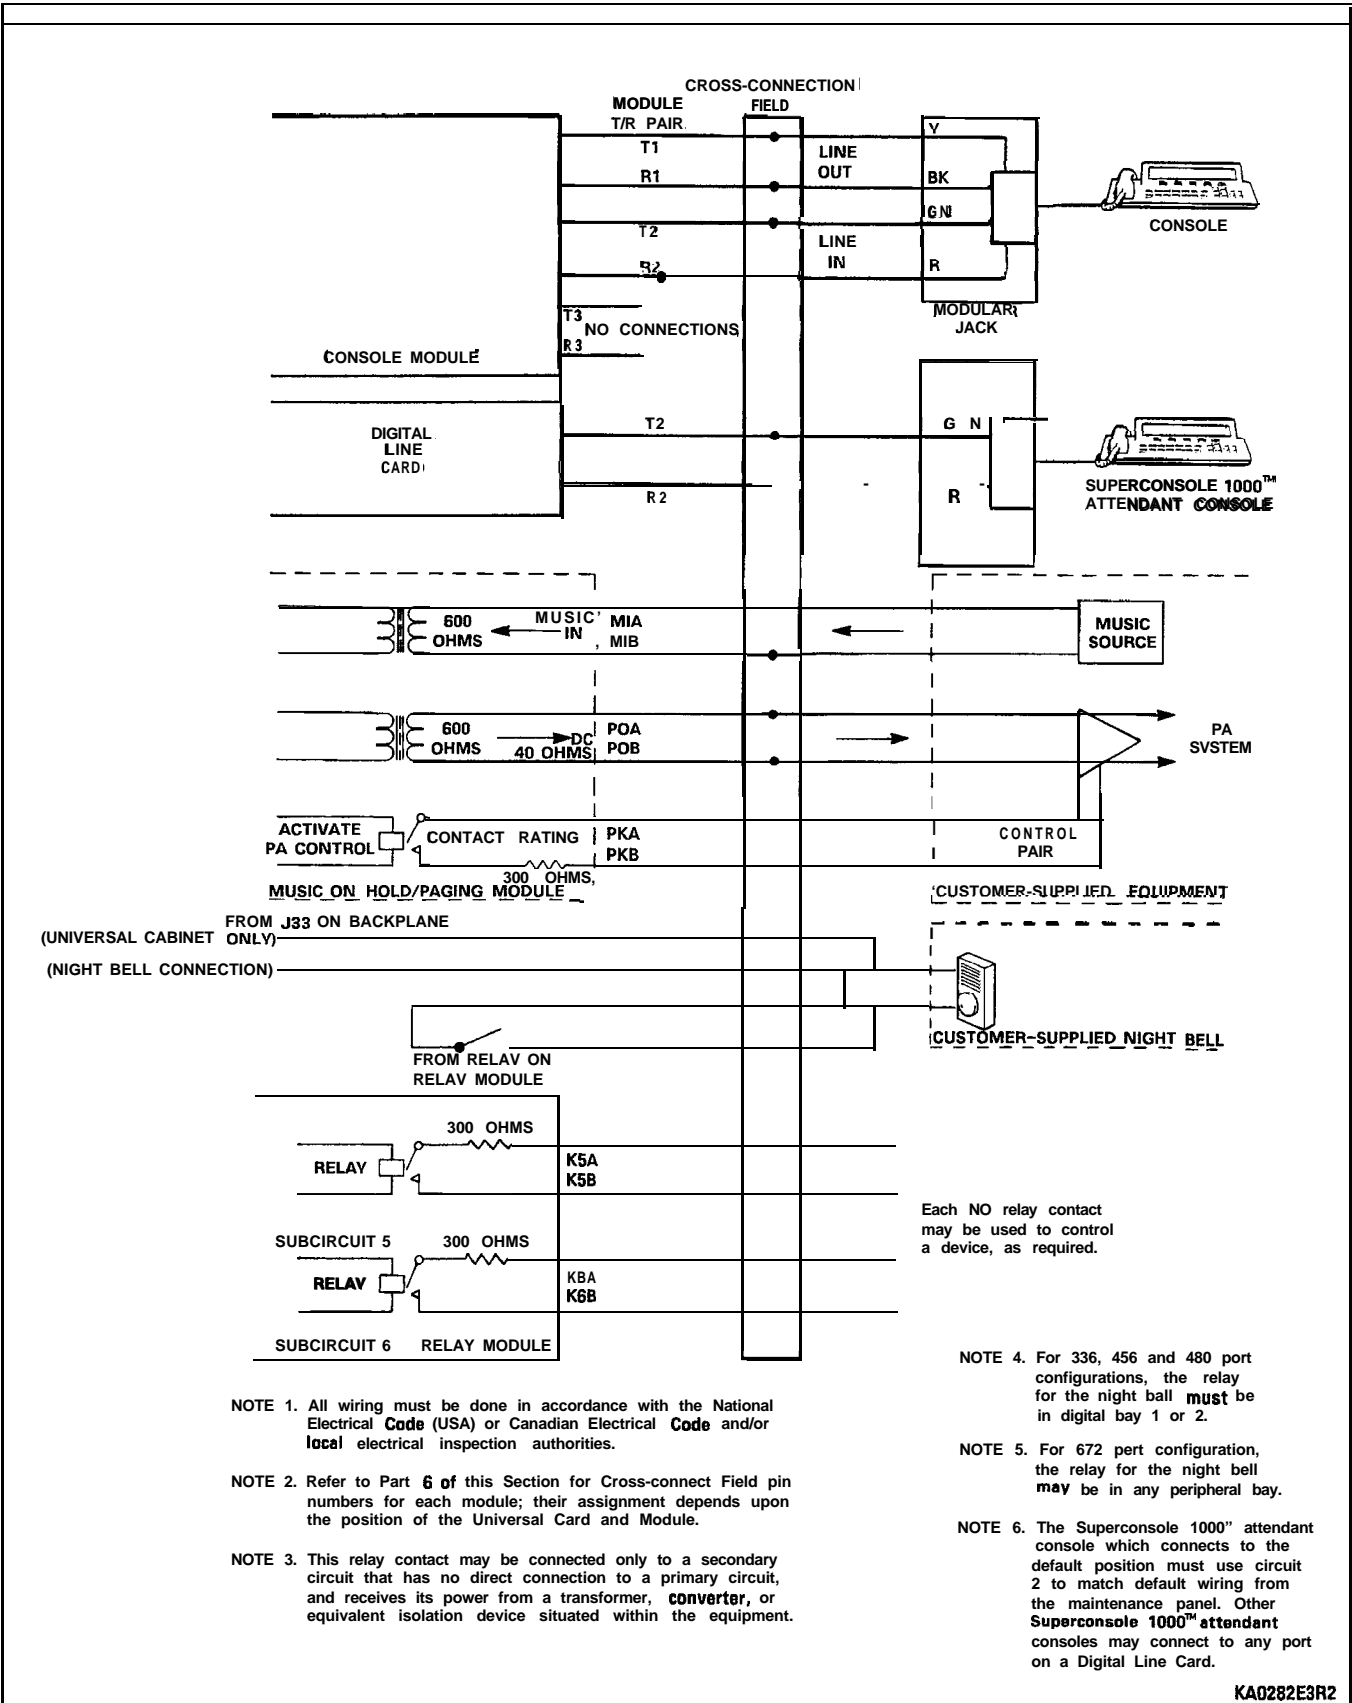 CROSS-CONNECTION
FIELD
MODULE
T/R PAIR
T1
R1
T2
R2
T3
R3
NO CONNECTIONS
CONSOLE MODULE
LINE
OUT
LINE
IN
Y
BK
GN
R
MODULAR
JACK
CONSOLE
DIGITAL
LINE
CARD
T2
R2
G N
R
SUPERCONSOLE 1000™
ATTENDANT CONSOLE
600
OHMS
MUSIC'
IN
MIA
, MIB
MUSIC
SOURCE
600
OHMS
DC
40 OHMS
POA
POB
PA
SVSTEM
ACTIVATE
PA CONTROL
CONTACT RATING
300 OHMS,
PKA
PKB
CONTROL
PAIR
MUSIC ON HOLD/PAGING MODULE
'CUSTOMER-SUPPLIED EQUIPMENT
FROM J33 ON BACKPLANE
(UNIVERSAL CABINET ONLY)
(NIGHT BELL CONNECTION)
CUSTOMER-SUPPLIED NIGHT BELL
FROM RELAV ON
RELAV MODULE
300 OHMS
RELAY
K5A
K5B
SUBCIRCUIT 5
300 OHMS
RELAV
KBA
K6B
SUBCIRCUIT 6 RELAY MODULE
Each NO relay contact
may be used to control
a device, as required.
NOTE 1. All wiring must be done in accordance with the National
Electrical Code (USA) or Canadian Electrical Code and/or
local electrical inspection authorities.
NOTE 2. Refer to Part 6 of this Section for Cross-connect Field pin
numbers for each module; their assignment depends upon
the position of the Universal Card and Module.
NOTE 3. This relay contact may be connected only to a secondary
circuit that has no direct connection to a primary circuit,
and receives its power from a transformer, converter, or
equivalent isolation device situated within the equipment.
NOTE 4. For 336, 456 and 480 port
configurations, the relay
for the night ball must be
in digital bay 1 or 2.
NOTE 5. For 672 pert configuration,
the relay for the night bell
may be in any peripheral bay.
NOTE 6. The Superconsole 1000" attendant
console which connects to the
default position must use circuit
2 to match default wiring from
the maintenance panel. Other
Superconsole 1000™ attendant
consoles may connect to any port
on a Digital Line Card.
KA0282E3R2